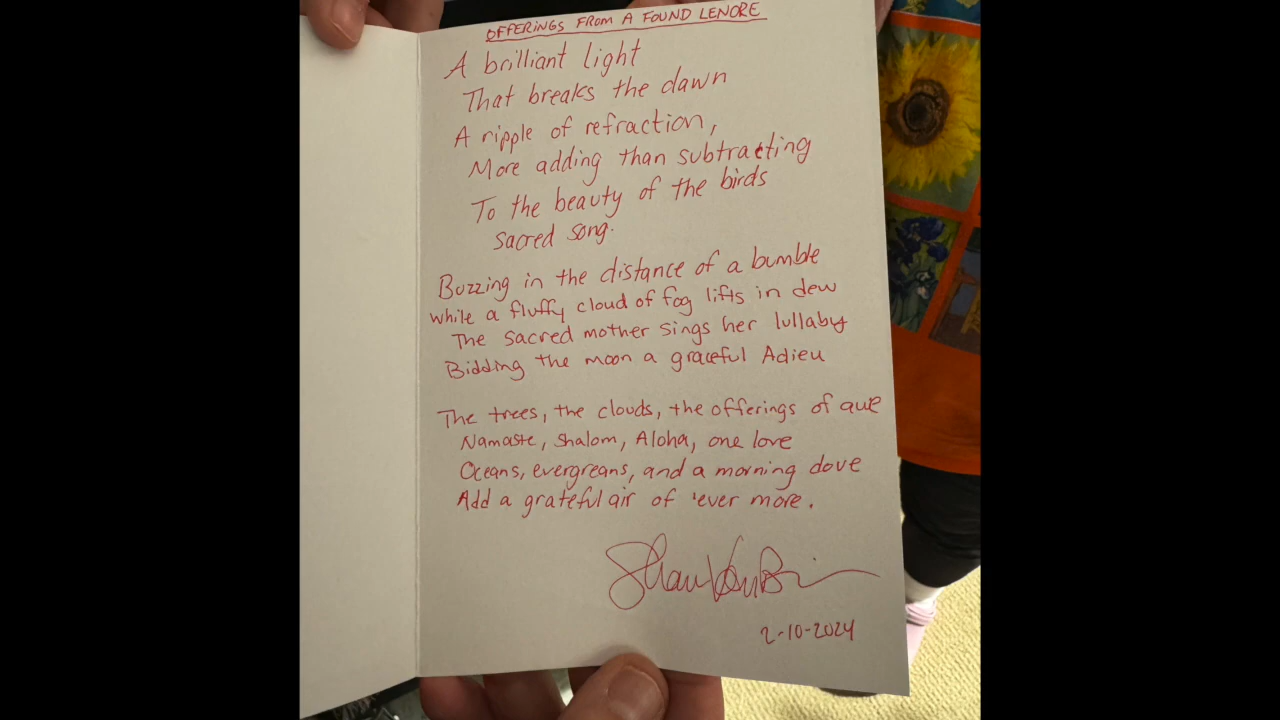 OFFERINGS FROM A FOUND LENORE
A brilliant light
That breaks the dawn
A ripple of refraction,
More adding than subtracting
To the beauty of the birds
sacred song.
Buzzing in the distance of a bumble
while a fluffy cloud of fog lifts in dew
The sacred mother sings her lullaby
Bidding the moon a graceful Adieu
The trees, the clouds, the offerings of
Namaste, Shalom, Aloha, one love
Oceans, evergreans, and a morning dove
Add a grateful air of 'ever more.
2-10-2024